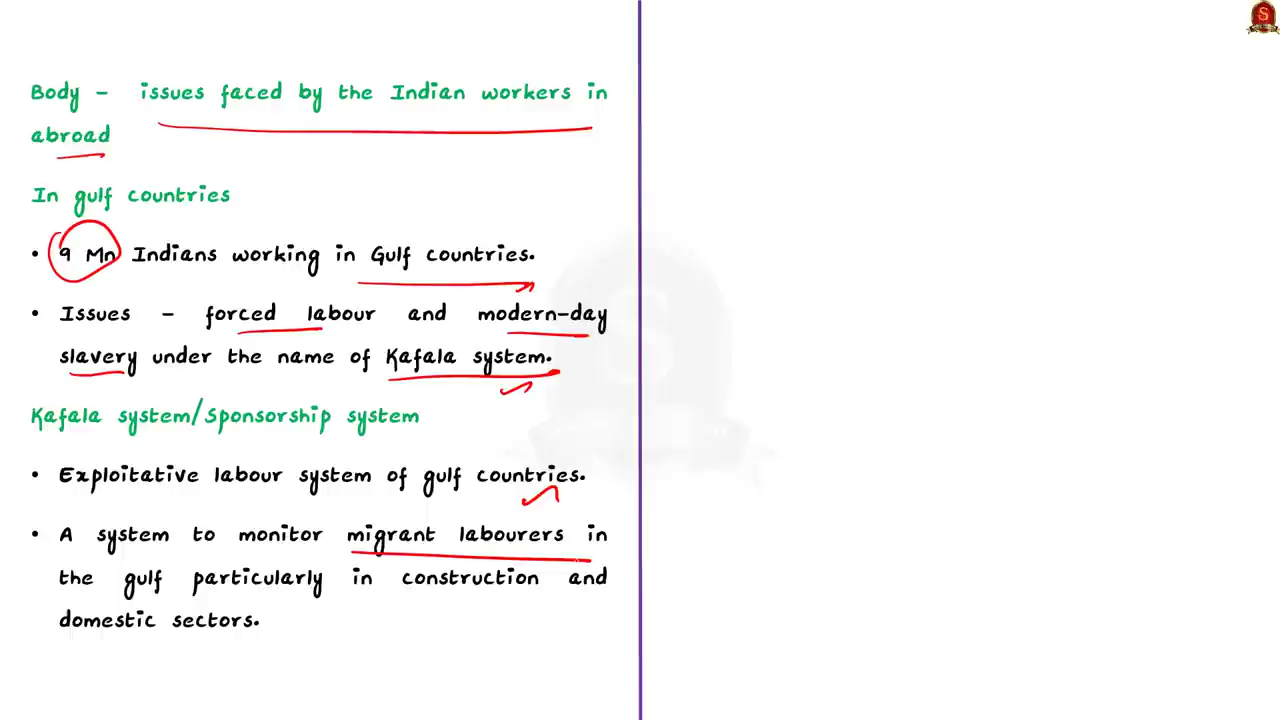 Body - issues faced by the Indian workers in
abroad
In gulf countries
• 9 Mn Indians working in Gulf countries.
• Issues - forced labour and modern-day
slavery under the name of Kafala system.
Kafala system/Sponsorship system
• Exploitative labour system of gulf countries.
• A system to monitor migrant labourers in
the gulf particularly in construction and
domestic sectors.